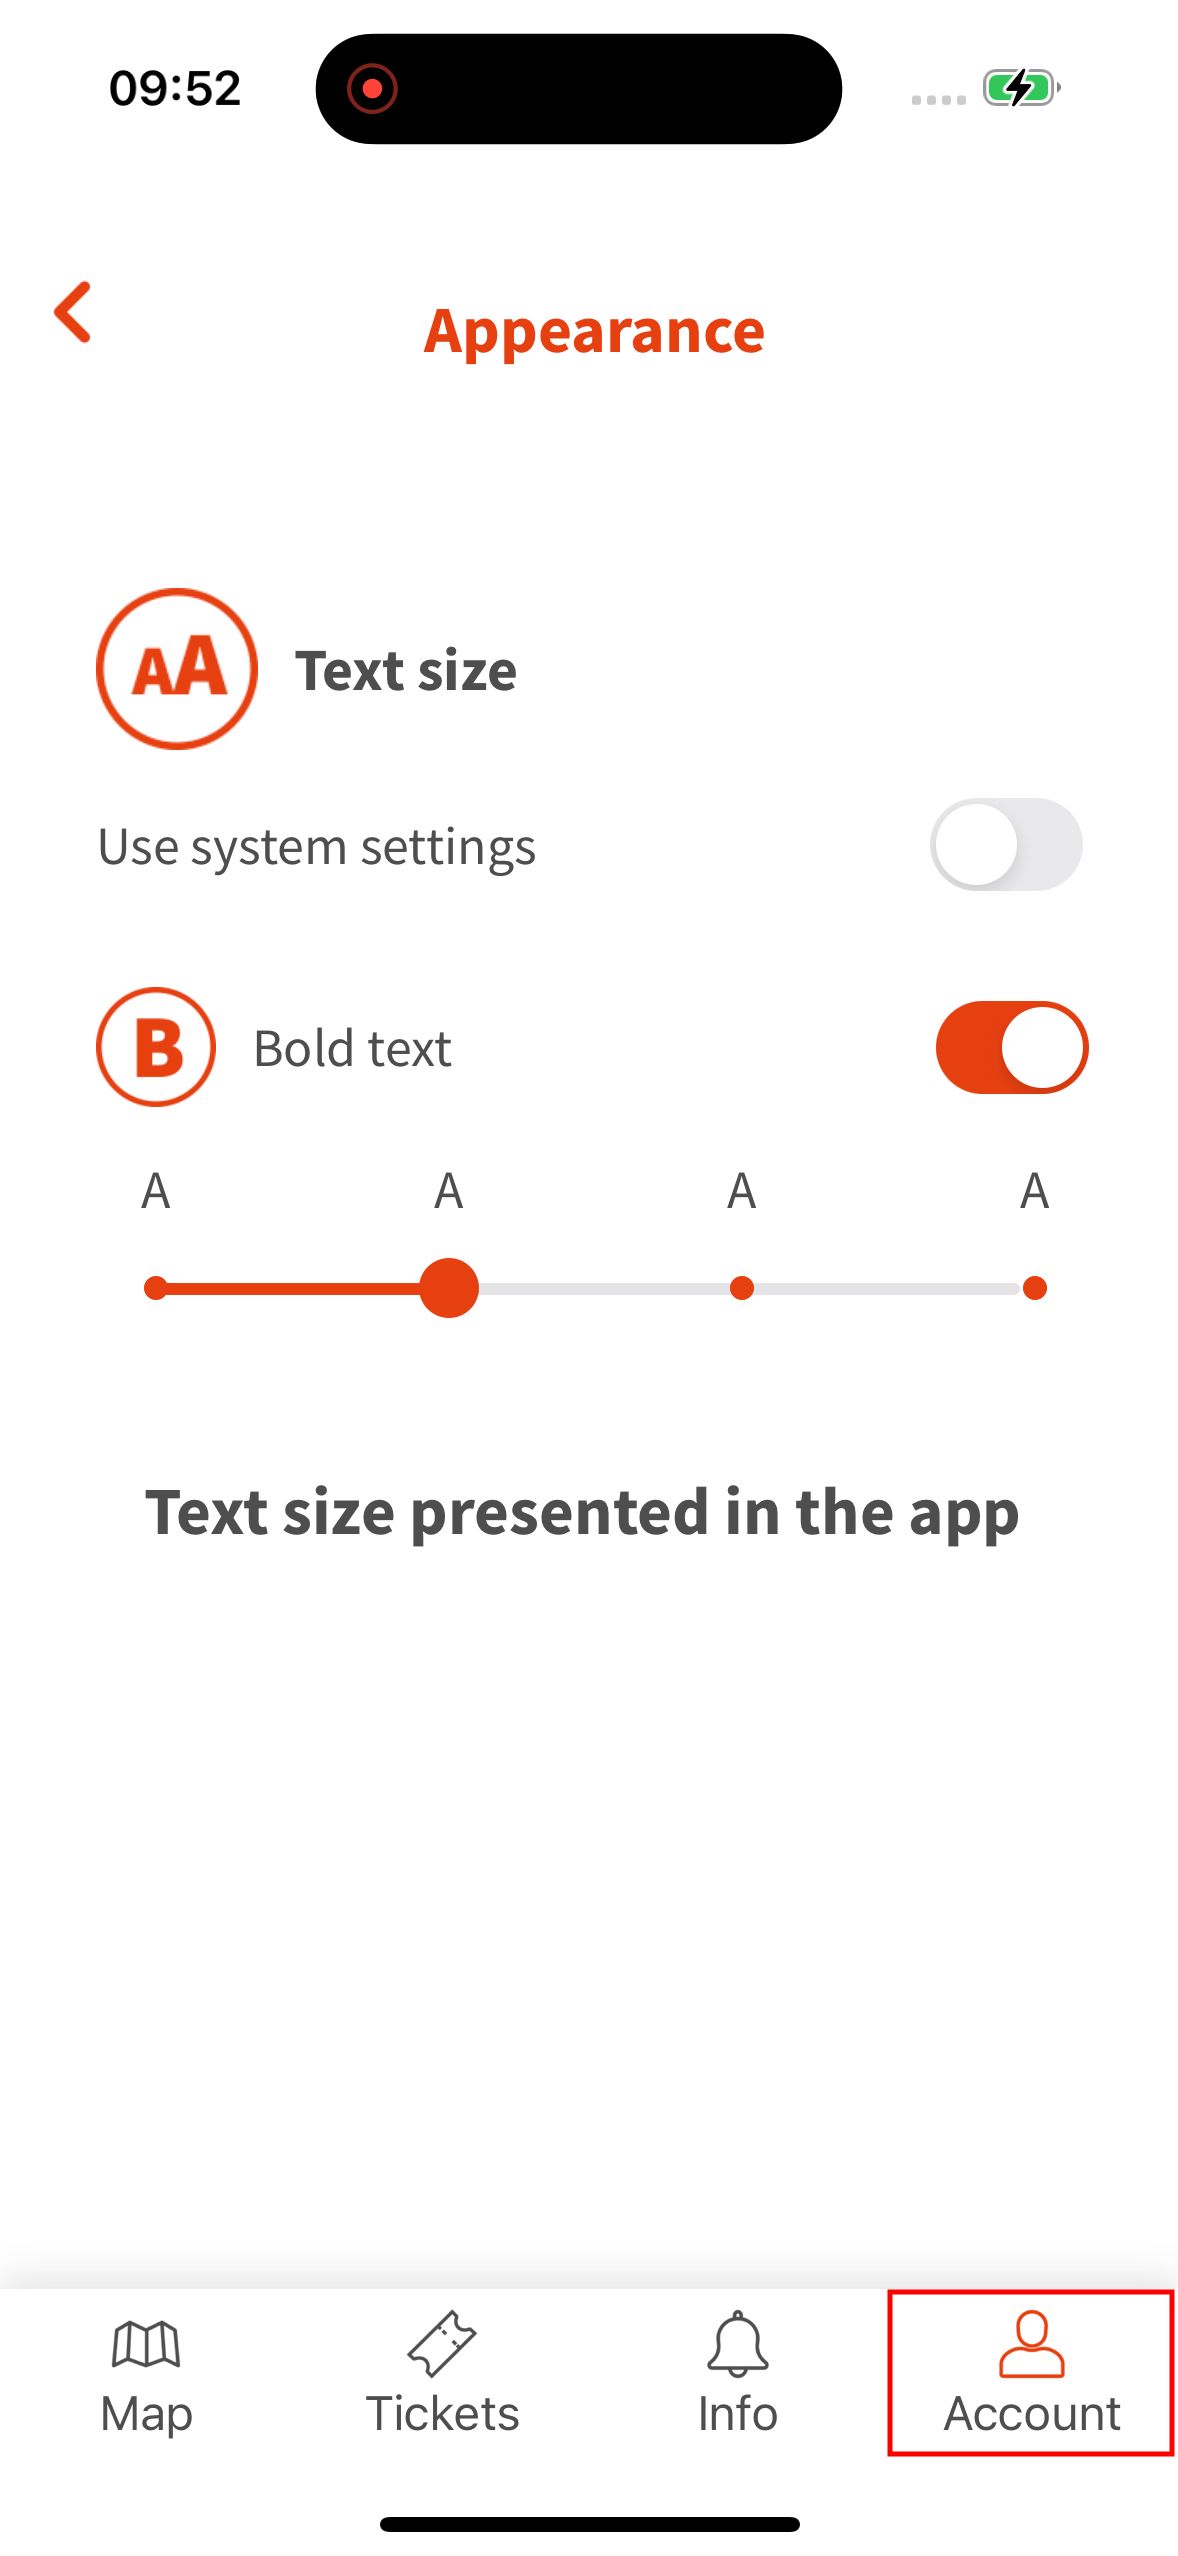 09:52
Appearance
AA Text size
Use system settings
B Bold text
A A A A
Text size presented in the app
Map Tickets Info Account